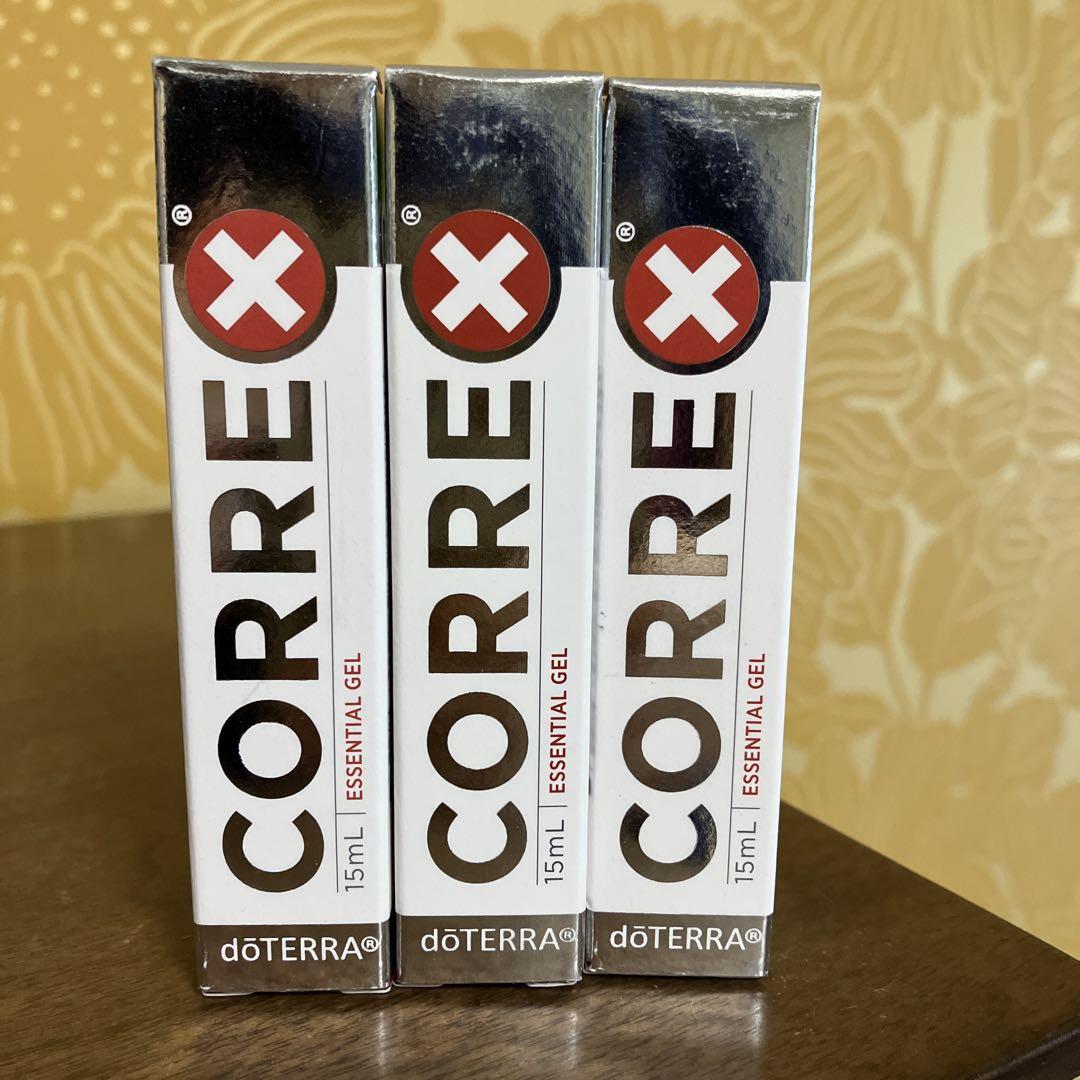 CORREX®
15mL | ESSENTIAL GEL
dōTERRA®
CORREX®
15mL | ESSENTIAL GEL
dōTERRA®
CORREX®
15mL | ESSENTIAL GEL
dōTERRA®